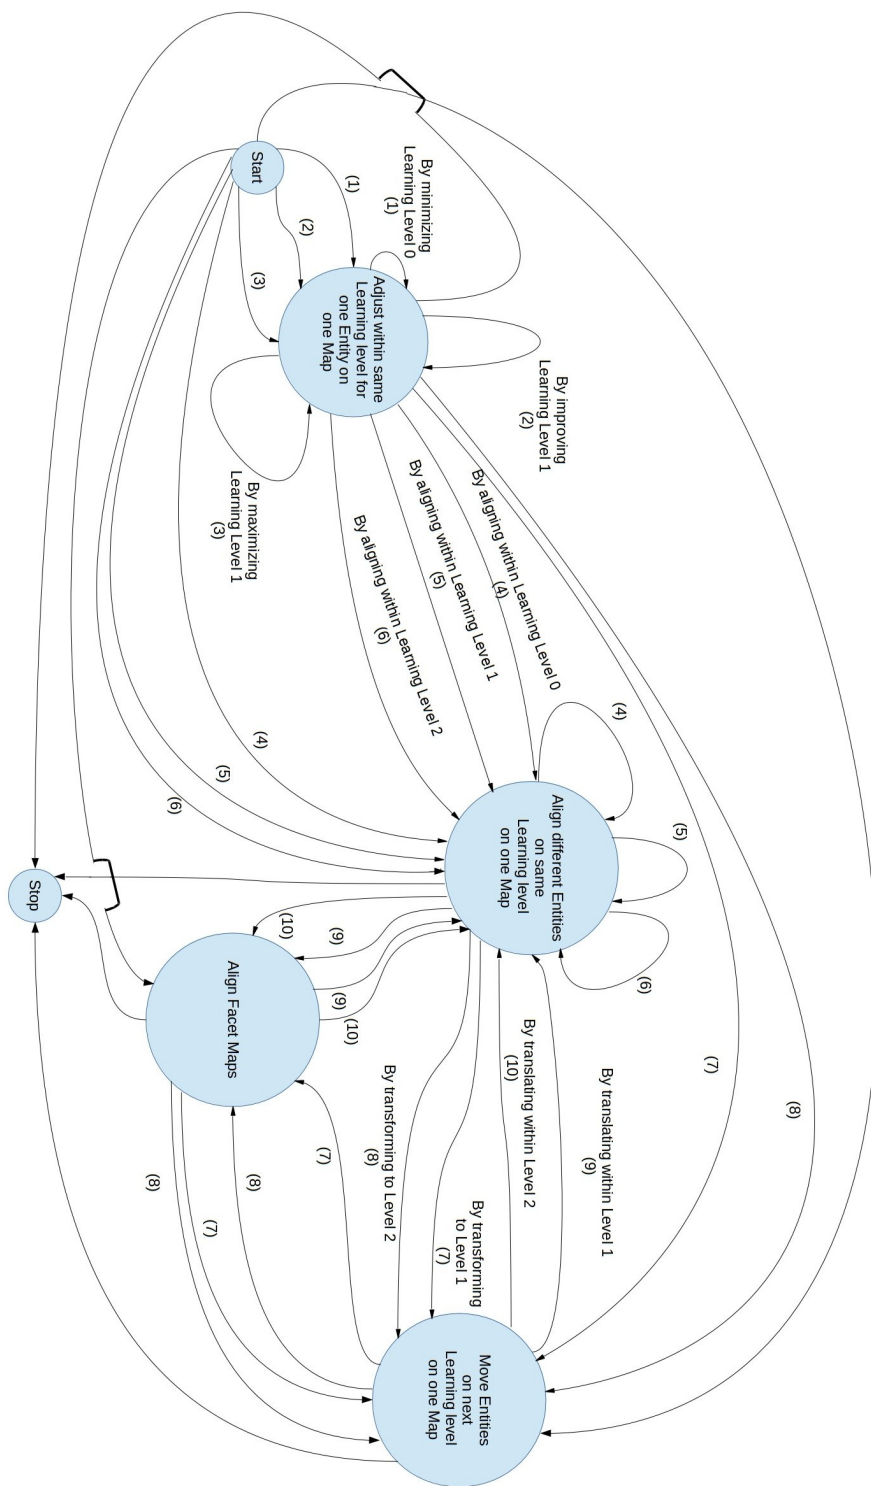 Start
(1)
(2)
(3)
By minimizing
Learning Level 0
(1)
Adjust within same
Learning level for
one Entity on
one Map
By improving
Learning Level 1
(2)
By maximizing
Learning Level 1
(3)
By aligning within Learning Level 0
(4)
By aligning within Learning Level 1
(5)
By aligning within Learning Level 2
(6)
(4)
(5)
(6)
(4)
(5)
(6)
Align different Entities
on same
Learning level
on one Map
Stop
(7)
(8)
(9)
(10)
(9)
(10)
Align Facet Maps
By translating within Level 1
(9)
By translating within Level 2
(10)
By transforming
to Level 1
(7)
By transforming to Level 2
(8)
(7)
(8)
(7)
(8)
Move Entities
on next
Learning level
on one Map